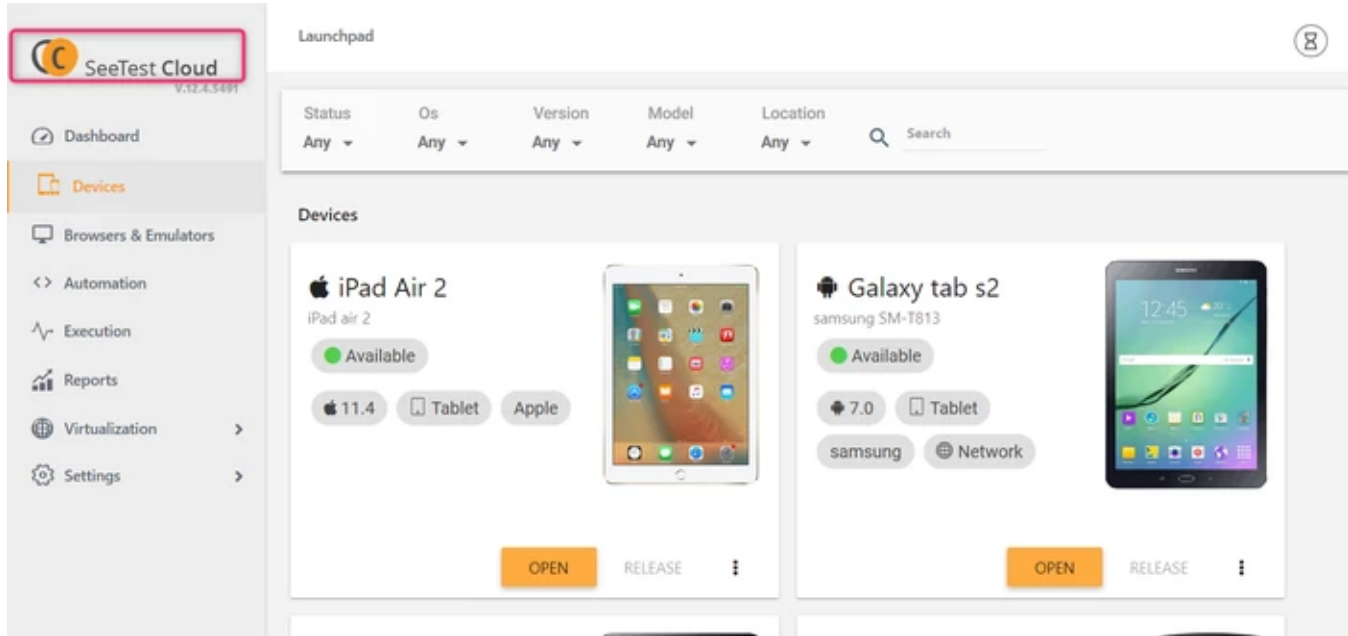 SeeTest Cloud
V.12.4.5491
Dashboard
Devices
Browsers & Emulators
Automation
Execution
Reports
Virtualization
Settings
Launchpad
Status Os Version Model Location
Any Any Any Any Any Search
Devices
iPad Air 2
iPad air 2
Available
11.4 Tablet Apple
OPEN RELEASE
Galaxy tab s2
samsung SM-T813
Available
7.0 Tablet
samsung Network
12:45
OPEN RELEASE